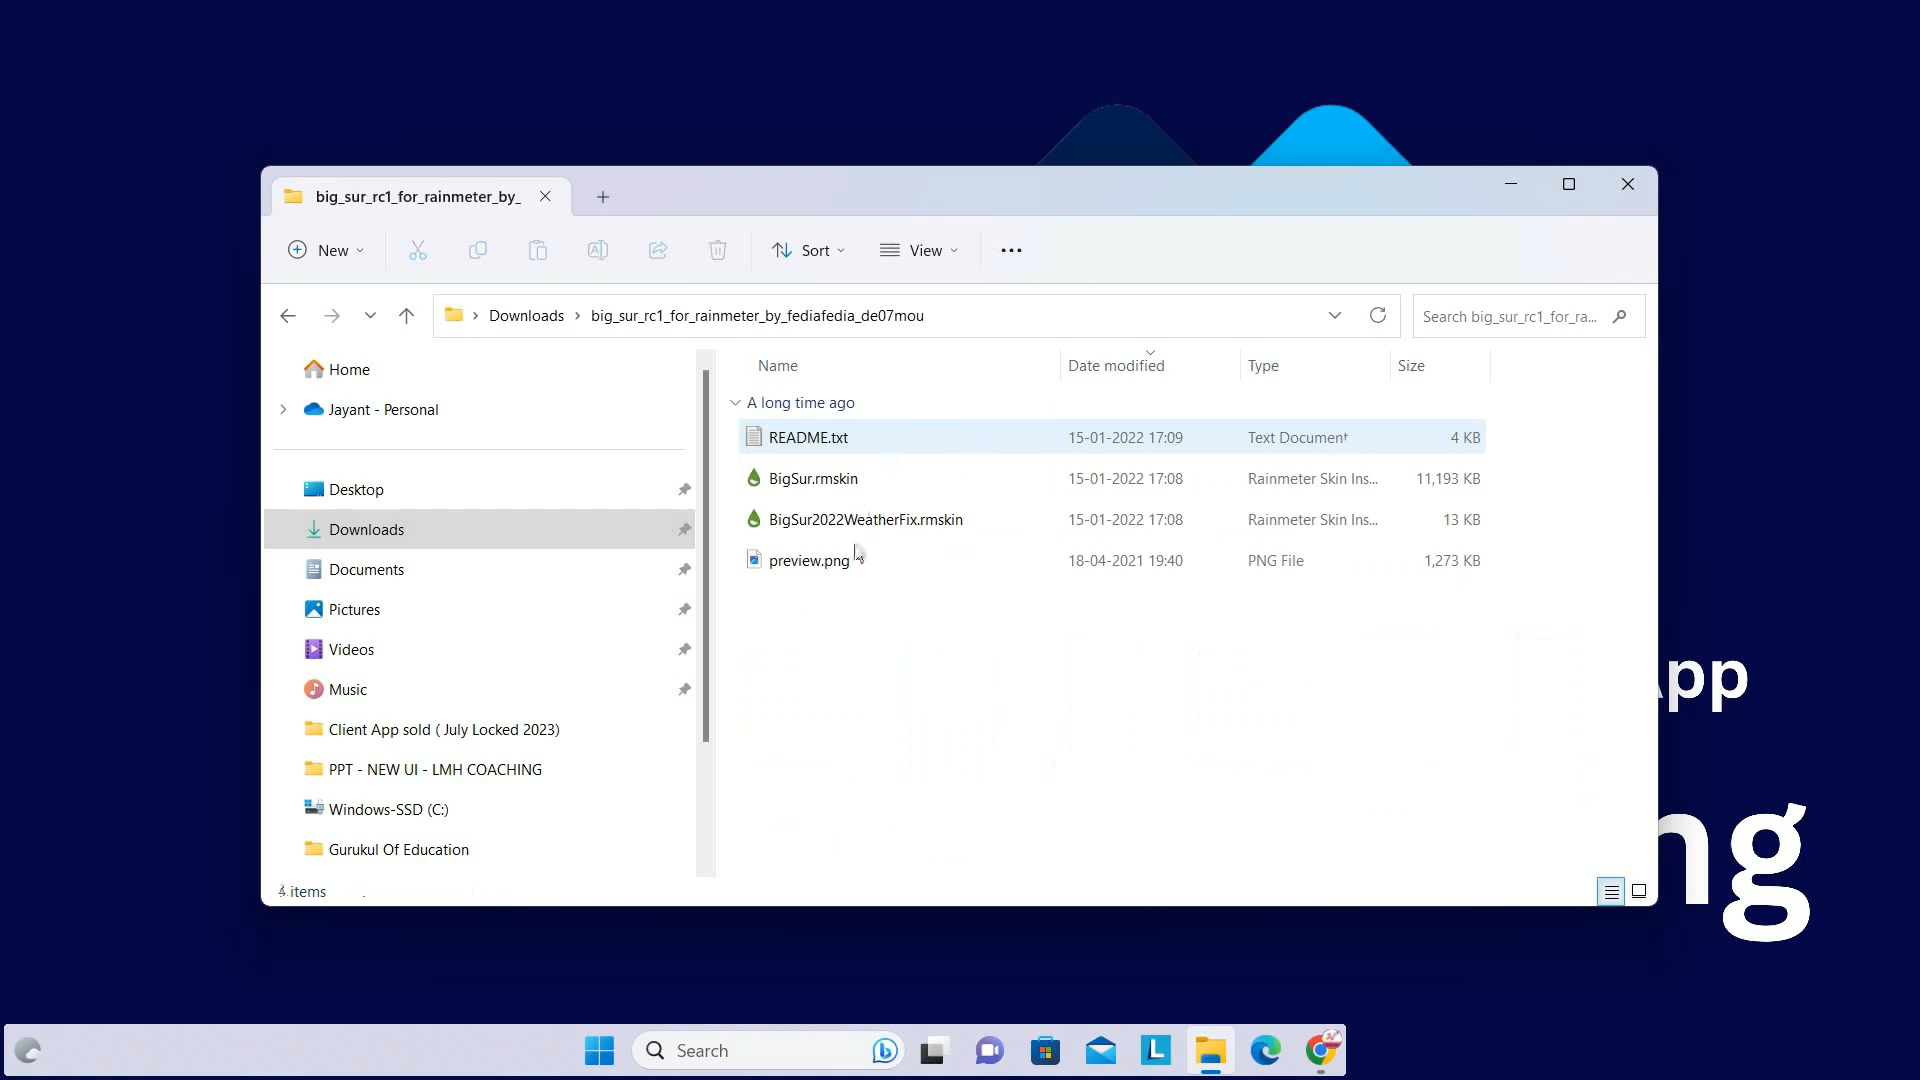 big_sur_rc1_for_rainmeter_by_
New
Sort
View
Downloads
big_sur_rc1_for_rainmeter_by_fediafedia_de07mou
Search big_sur_rc1_for_ra...
Home
Jayant - Personal
Desktop
Downloads
Documents
Pictures
Videos
Music
Client App sold ( July Locked 2023)
PPT - NEW UI - LMH COACHING
Windows-SSD (C:)
Gurukul Of Education
Name Date modified Type Size
A long time ago
README.txt 15-01-2022 17:09 Text Document 4 KB
BigSur.rmskin 15-01-2022 17:08 Rainmeter Skin Ins... 11,193 KB
BigSur2022WeatherFix.rmskin 15-01-2022 17:08 Rainmeter Skin Ins... 13 KB
preview.png 18-04-2021 19:40 PNG File 1,273 KB
4 items
App
ng
Search